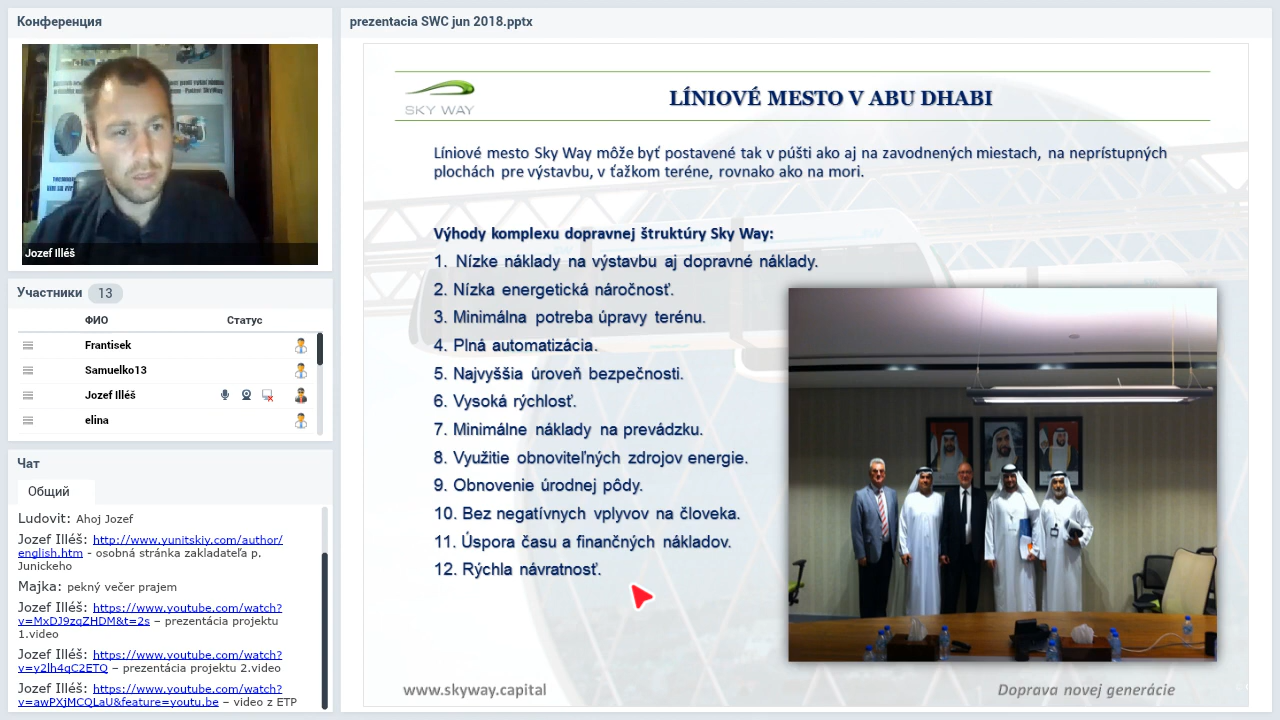 Конференция
Jozef Illéš
Участники 13
ФИО Статус
Frantisek
Samuelko13
Jozef Illéš
elina
Чат
Общий
Ludovit: Ahoj Jozef
Jozef Illéš: http://www.yunitskiy.com/author/
english.htm - osobná stránka zakladateľa p.
Junickeho
Majka: pekný večer prajem
Jozef Illéš: https://www.youtube.com/watch?
v=MxDJ9zqZHDM&t=2s – prezentácia projektu
1.video
Jozef Illéš: https://www.youtube.com/watch?
v=y2lh4qC2ETQ – prezentácia projektu 2.video
Jozef Illéš: https://www.youtube.com/watch?
v=awPXjMCQLaU&feature=youtu.be – video z ETP
prezentacia SWC jun 2018.pptx
SKY WAY
LÍNIOVÉ MESTO V ABU DHABI
Líniové mesto Sky Way môže byť postavené tak v púšti ako aj na zavodnených miestach, na neprístupných
plochách pre výstavbu, v ťažkom teréne, rovnako ako na mori.
Výhody komplexu dopravnej štruktúry Sky Way:
1. Nízke náklady na výstavbu aj dopravné náklady.
2. Nízka energetická náročnosť.
3. Minimálna potreba úpravy terénu.
4. Plná automatizácia.
5. Najvyššia úroveň bezpečnosti.
6. Vysoká rýchlosť.
7. Minimálne náklady na prevádzku.
8. Využitie obnoviteľných zdrojov energie.
9. Obnovenie úrodnej pôdy.
10. Bez negatívnych vplyvov na človeka.
11. Úspora času a finančných nákladov.
12. Rýchla návratnosť.
www.skyway.capital
Doprava novej generácie